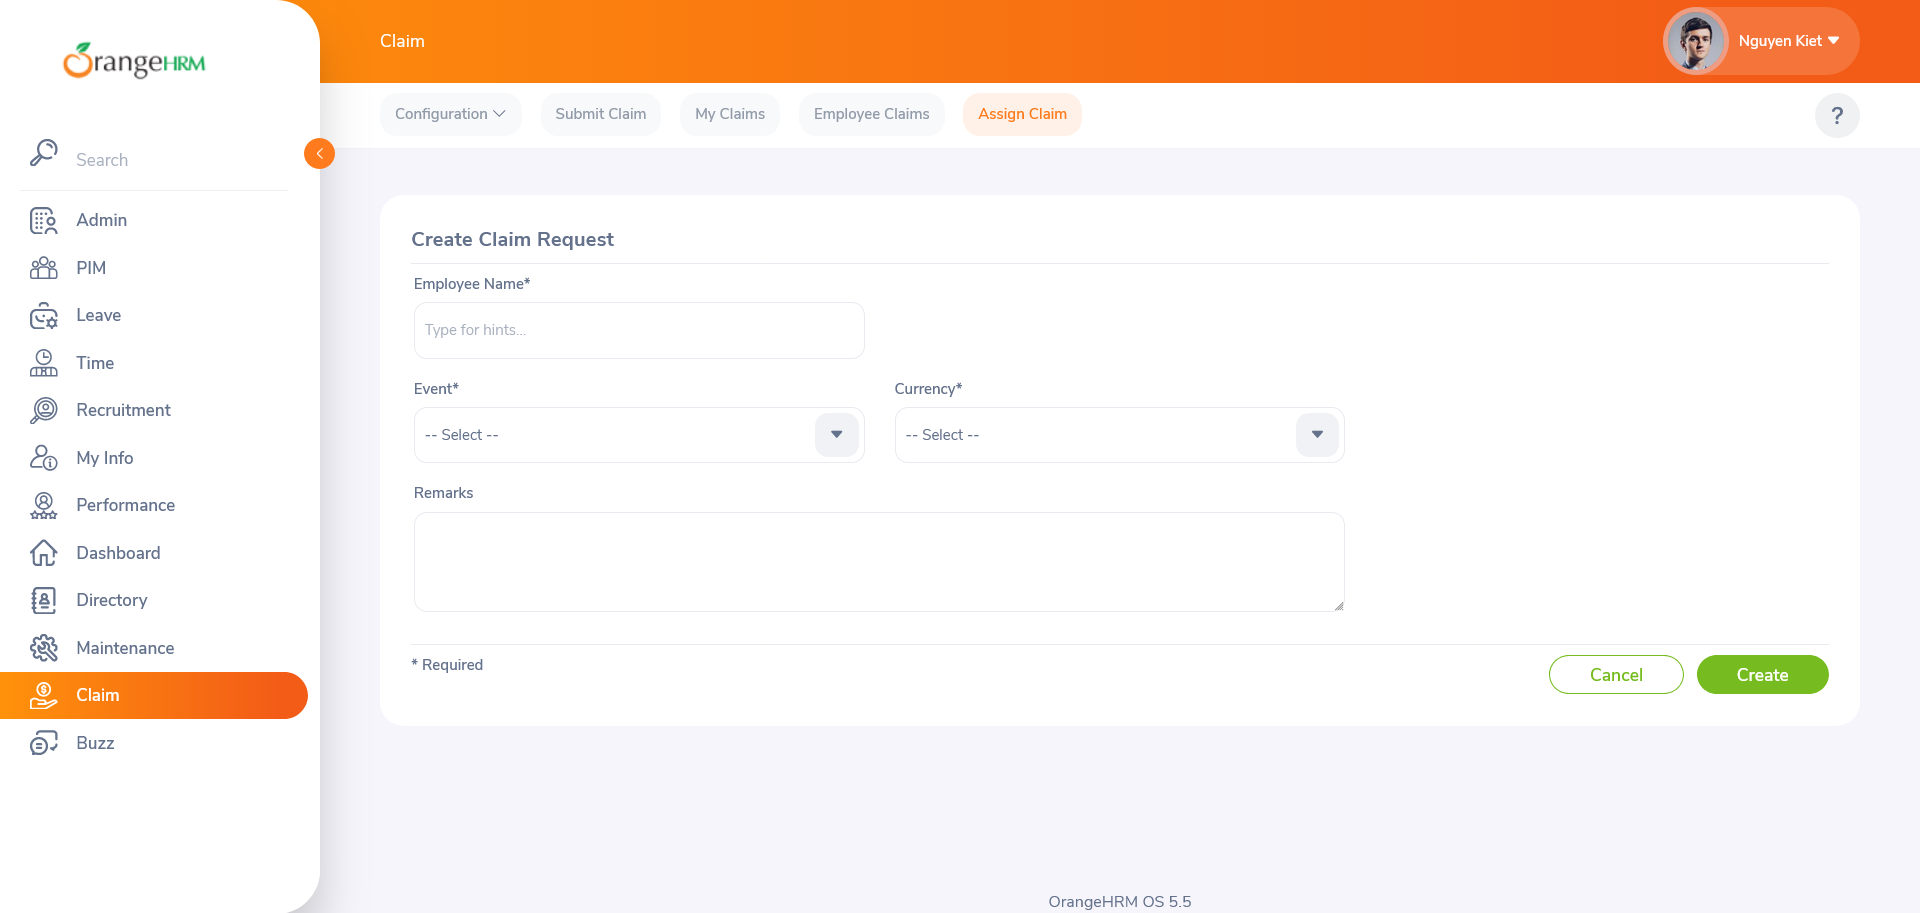 OrangeHRM
Claim
Nguyen Kiet
Configuration
Submit Claim
My Claims
Employee Claims
Assign Claim
?
Search
Admin
PIM
Leave
Time
Recruitment
My Info
Performance
Dashboard
Directory
Maintenance
Claim
Buzz
Create Claim Request
Employee Name*
Type for hints...
Event*
Currency*
-- Select --
-- Select --
Remarks
* Required
Cancel
Create
OrangeHRM OS 5.5